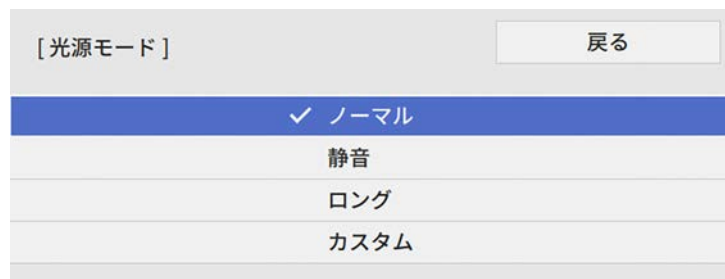 [ 光源モード ]
戻る
✓ ノーマル
静音
ロング
カスタム